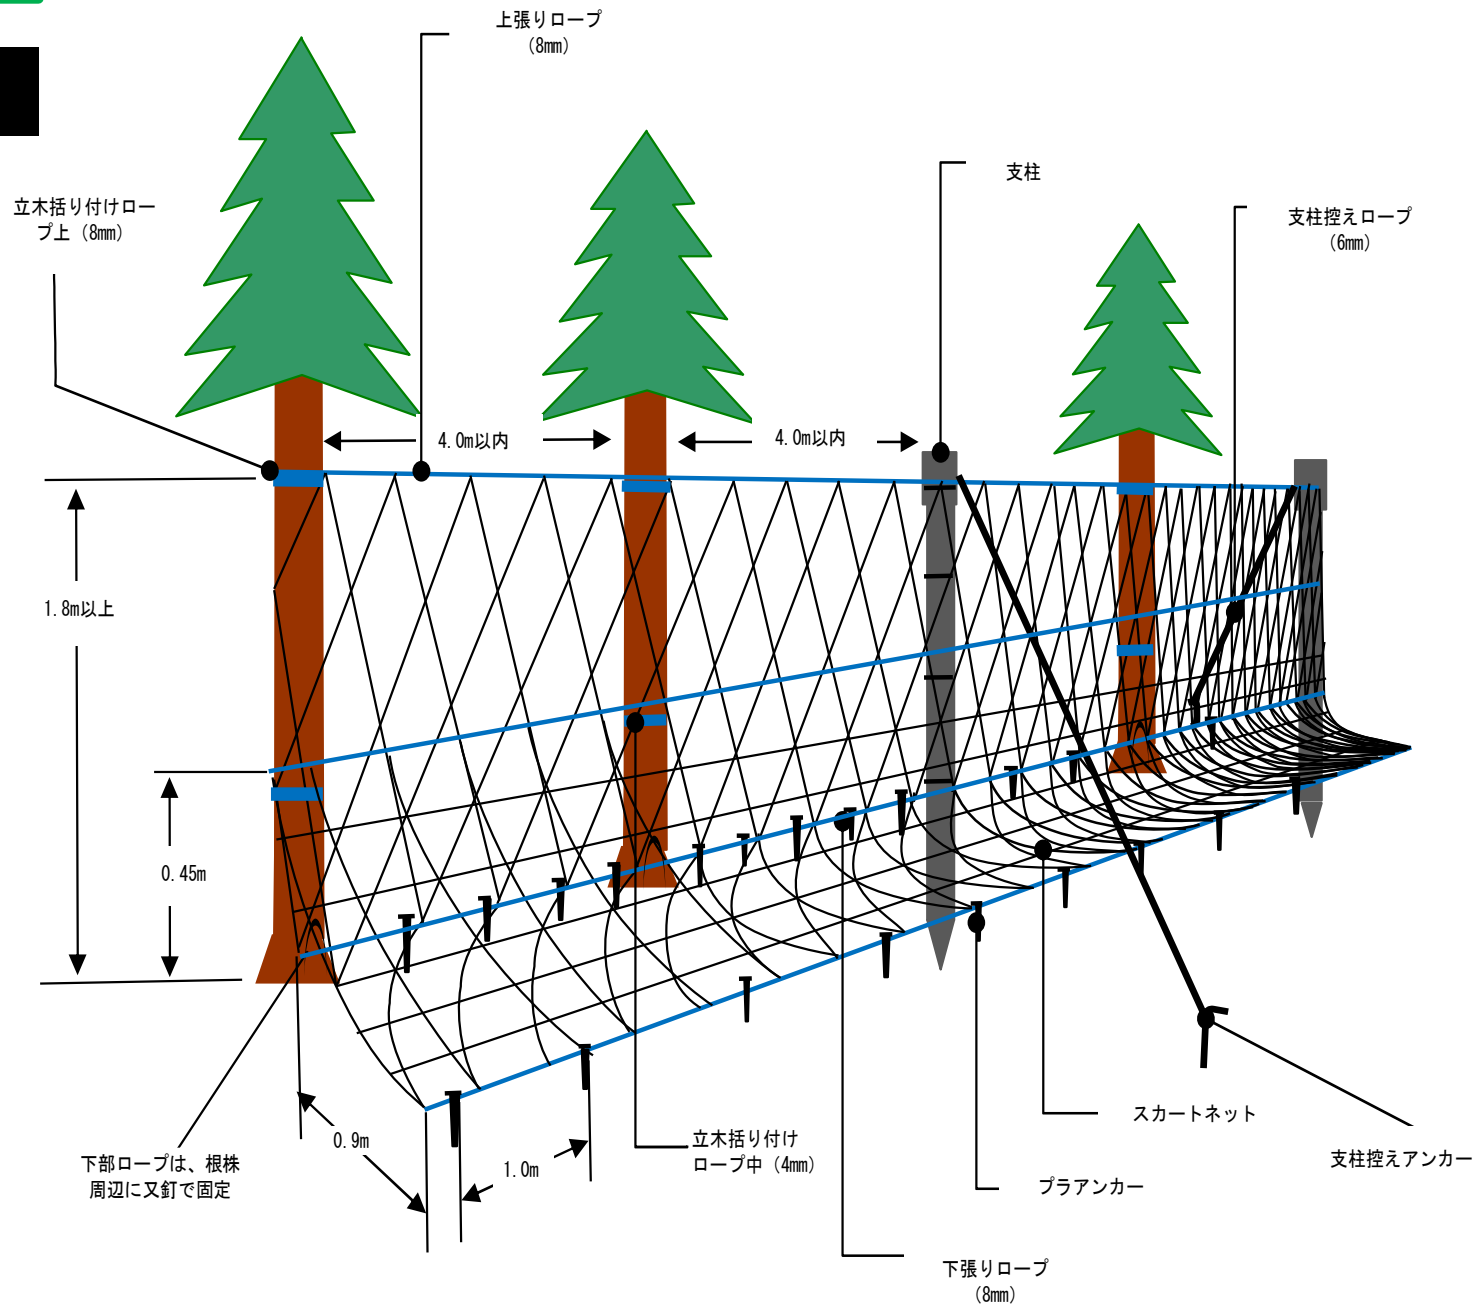 上張りロープ
（8mm）
支柱
立木括り付けロー
プ上（8mm）
支柱控えロープ
（6mm）
4.0m以内
4.0m以内
1.8m以上
0.45m
0.9m
1.0m
下部ロープは、根株
周辺に又釘で固定
立木括り付け
ロープ中（4mm）
スカートネット
プラアンカー
支柱控えアンカー
下張りロープ
（8mm）